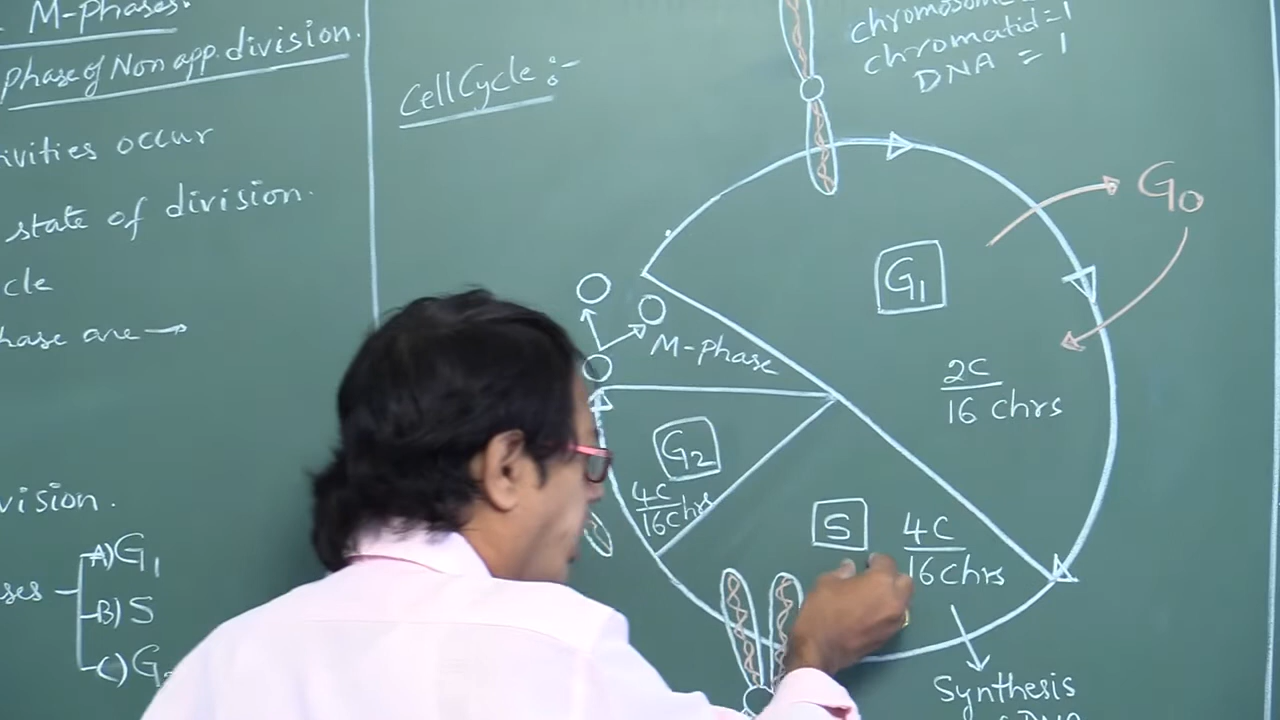 M-phases.
phase of Non app. division.
ivities occur
state of division.
cle
hase are →
vision.
ses
A) G1
B) S
C) G
Cell Cycle :-
chromosome
chromatid = 1
DNA = 1
G0
G1
2C
16 Chrs
M-phase
G2
4C
16 Chrs
S
4C
16 Chrs
Synthesis
DNA